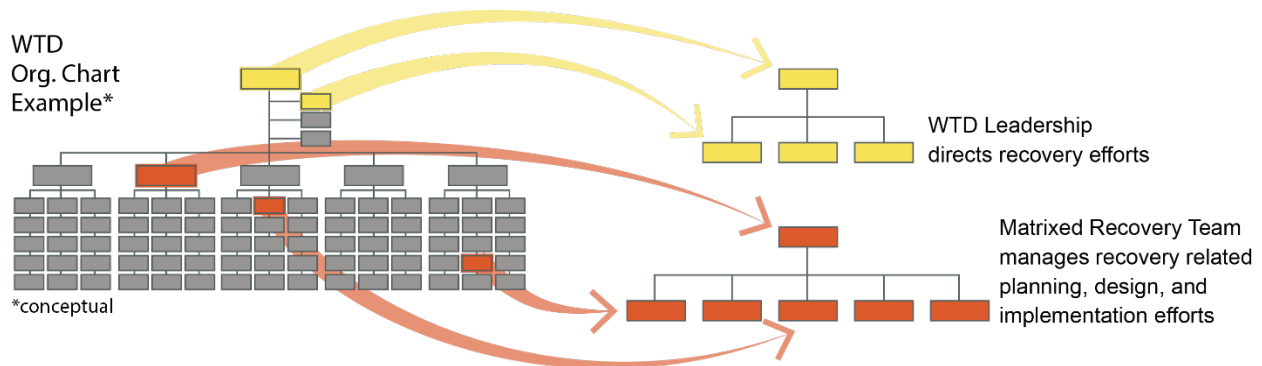 WTD
Org. Chart
Example*
WTD Leadership
directs recovery efforts
Matrixed Recovery Team
manages recovery related
planning, design, and
implementation efforts
*conceptual